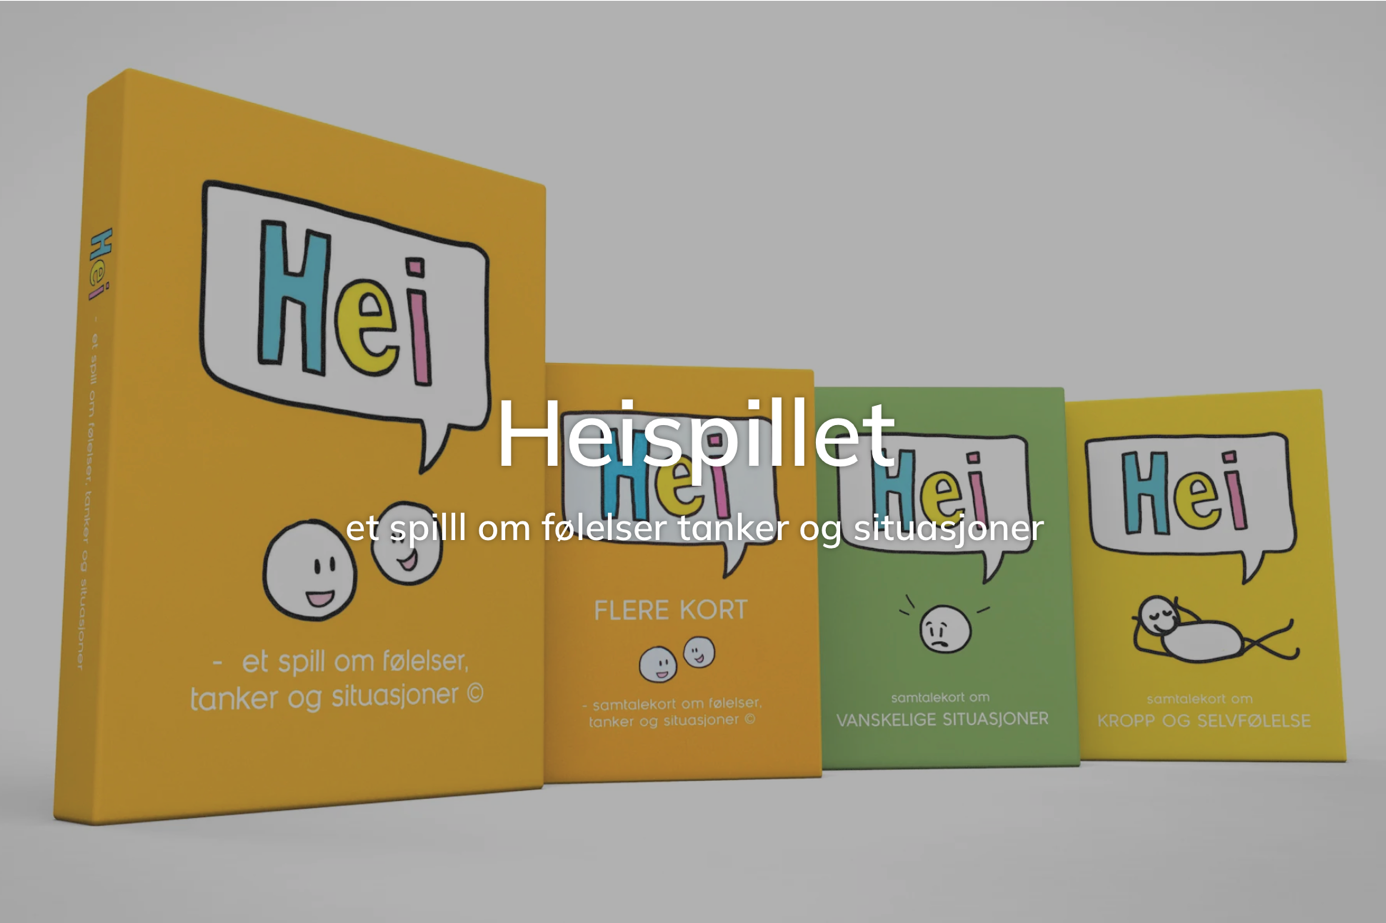 Hei
- et spill om følelser,
tanker og situasjoner ©
Hei - et spill om følelser, tanker og situasjoner
Heispillet
et spilll om følelser tanker og situasjoner
Hei
FLERE KORT
- samtalekort om følelser,
tanker og situasjoner ©
Hei
samtalekort om
VANSKELIGE SITUASJONER
Hei
samtalekort om
KROPP OG SELVFØLELSE